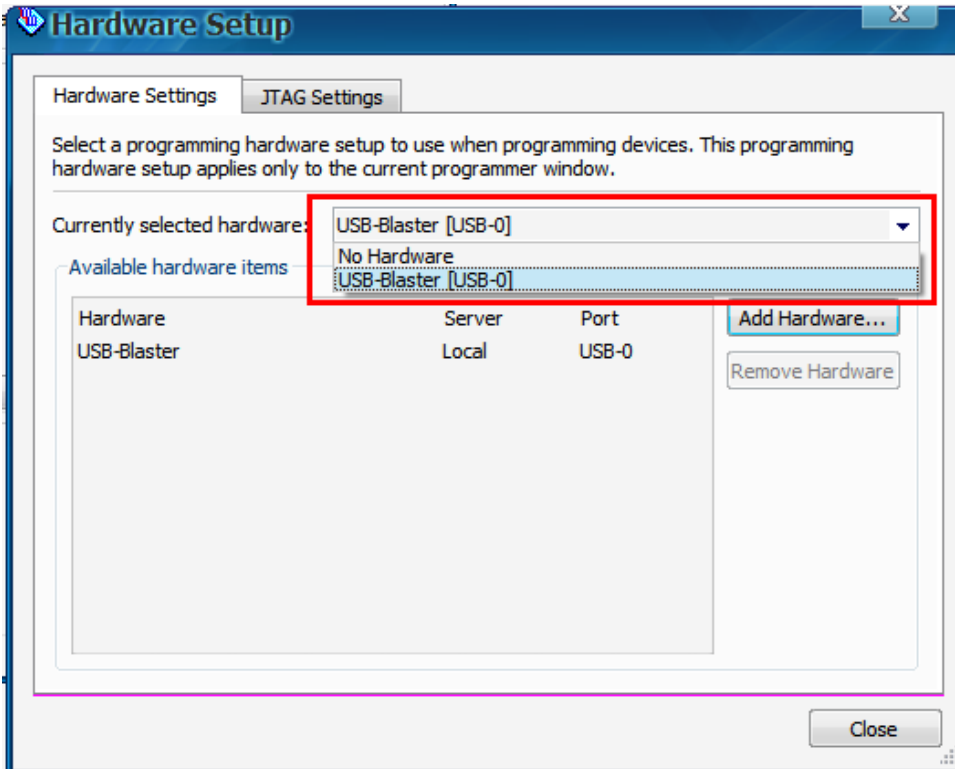 Hardware Setup
Hardware Settings
JTAG Settings
Select a programming hardware setup to use when programming devices. This programming
hardware setup applies only to the current programmer window.
Currently selected hardware: USB-Blaster [USB-0]
No Hardware
USB-Blaster [USB-0]
Available hardware items
Hardware Server Port
USB-Blaster Local USB-0
Add Hardware...
Remove Hardware
Close